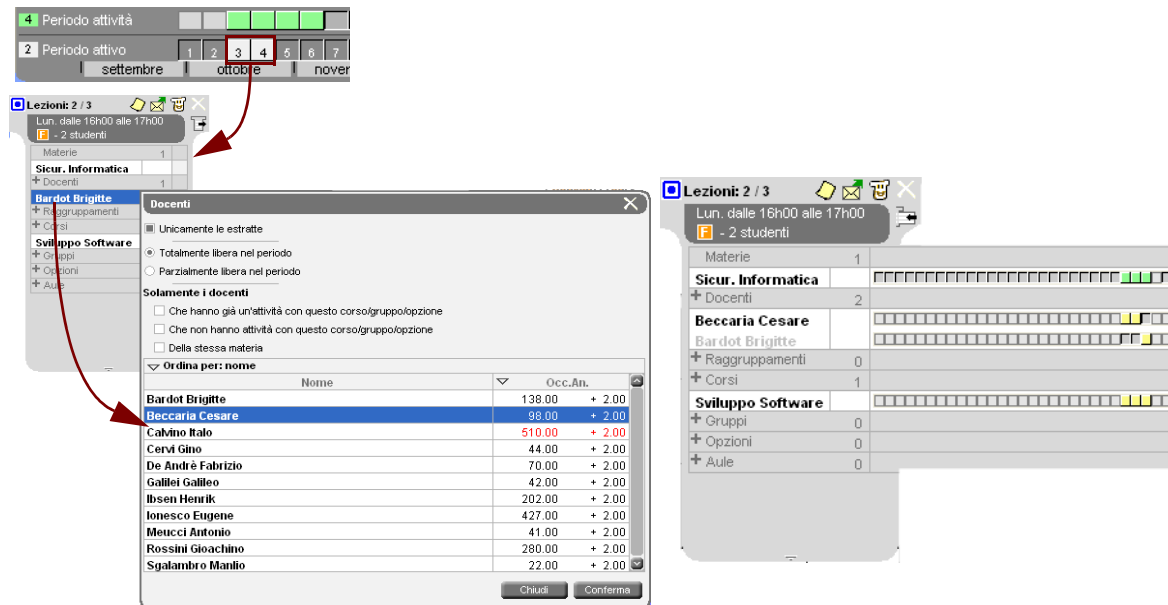 4 Periodo attività
2 Periodo attivo 1 2 3 4 5 6 7
settembre ottobre nover
Lezioni: 2 / 3
Lun. dalle 16h00 alle 17h00
F - 2 studenti
Materie 1
Sicur. Informatica
+ Docenti 1
Bardot Brigitte
+ Raggruppamenti
+ Corsi
Sviluppo Software
+ Gruppi
+ Opzioni
+ Aule
Docenti
Unicamente le estratte
Totalmente libera nel periodo
Parzialmente libera nel periodo
Solamente i docenti
Che hanno già un'attività con questo corso/gruppo/opzione
Che non hanno attività con questo corso/gruppo/opzione
Della stessa materia
Ordina per: nome
Nome Occ.An.
Bardot Brigitte 138.00 + 2.00
Beccaria Cesare 98.00 + 2.00
Calvino Italo 510.00 + 2.00
Cervi Gino 44.00 + 2.00
De Andrè Fabrizio 70.00 + 2.00
Galilei Galileo 42.00 + 2.00
Ibsen Henrik 202.00 + 2.00
Ionesco Eugene 427.00 + 2.00
Meucci Antonio 41.00 + 2.00
Rossini Gioachino 280.00 + 2.00
Sgalambro Manlio 22.00 + 2.00
Chiudi Conferma
Lezioni: 2 / 3
Lun. dalle 16h00 alle 17h00
F - 2 studenti
Materie 1
Sicur. Informatica
+ Docenti 2
Beccaria Cesare
Bardot Brigitte
+ Raggruppamenti 0
+ Corsi 1
Sviluppo Software
+ Gruppi 0
+ Opzioni 0
+ Aule 0